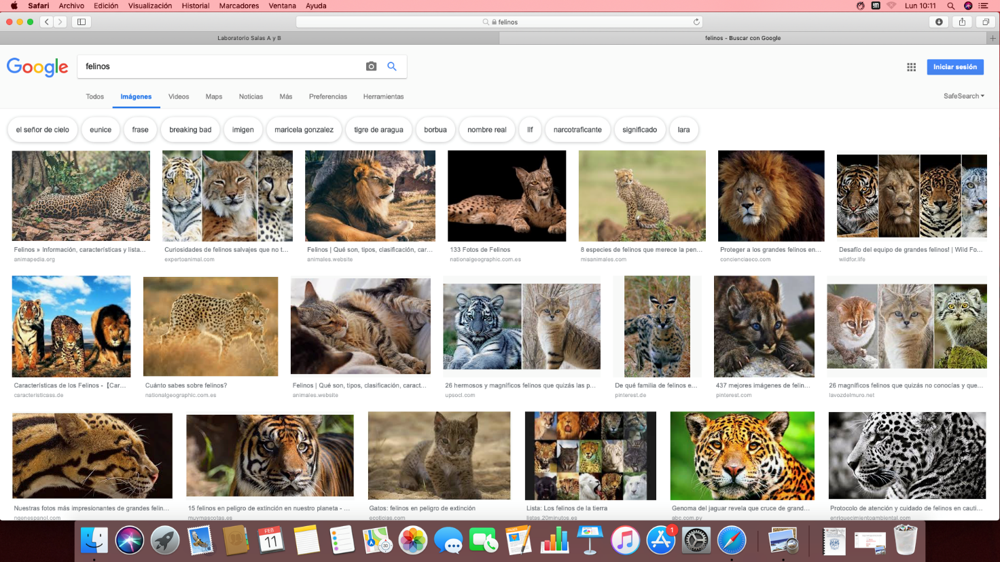 Safari Archivo Edición Visualización Historial Marcadores Ventana Ayuda Lun 10:11
felinos
Laboratorio Salas A y B felinos - Buscar con Google
Google felinos Iniciar sesión
Todos Imágenes Videos Maps Noticias Más Preferencias Herramientas SafeSearch
el señor de cielo eunice frase breaking bad imigen maricela gonzalez tigre de aragua borbua nombre real llf narcotraficante significado lara
Felinos » Información, características y lista... Curiosidades de felinos salvajes que no t... Felinos | Qué son, tipos, clasificación, car... 133 Fotos de Felinos 8 especies de felinos que merece la pen... Proteger a los grandes felinos en... Desafío del equipo de grandes felinos! | Wild Fo...
animapedia.org expertoanimal.com animales.website nationalgeographic.com.es misanimales.com concienciaeco.com wildfor.life
Características de los Felinos -【Car... Cuánto sabes sobre felinos? Felinos | Qué son, tipos, clasificación, caract... 26 hermosos y magníficos felinos que quizás las p... De qué familia de felinos e... 437 mejores imágenes de felin... 26 magníficos felinos que quizás no conocías y que...
caracteristicass.de nationalgeographic.com.es animales.website upsocl.com pinterest.de pinterest.com lavozdelmuro.net
Nuestras fotos más impresionantes de grandes felin... 15 felinos en peligro de extinción en nuestro planeta - ... Gatos: felinos en peligro de extinción Lista: Los felinos de la tierra Genoma del jaguar revela que cruce de grand... Protocolo de atención y cuidado de felinos en cauti...
ngenespanol.com muymascotas.es ecoticias.com listas.20minutos.es abc.com.py enriquecimientoambiental.com
FEB
11
3D
PAGES
1